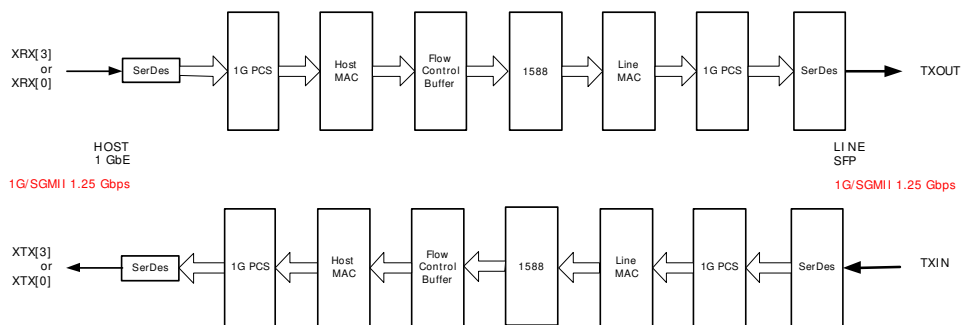 XRX[3]
or
XRX[0]
SerDes
1G PCS
Host
MAC
Flow
Control
Buffer
1588
Line
MAC
1G PCS
SerDes
TXOUT
HOST
1 GbE
1G/SGMII 1.25 Gbps
LINE
SFP
1G/SGMII 1.25 Gbps
XTX[3]
or
XTX[0]
SerDes
1G PCS
Host
MAC
Flow
Control
Buffer
1588
Line
MAC
1G PCS
SerDes
TXIN